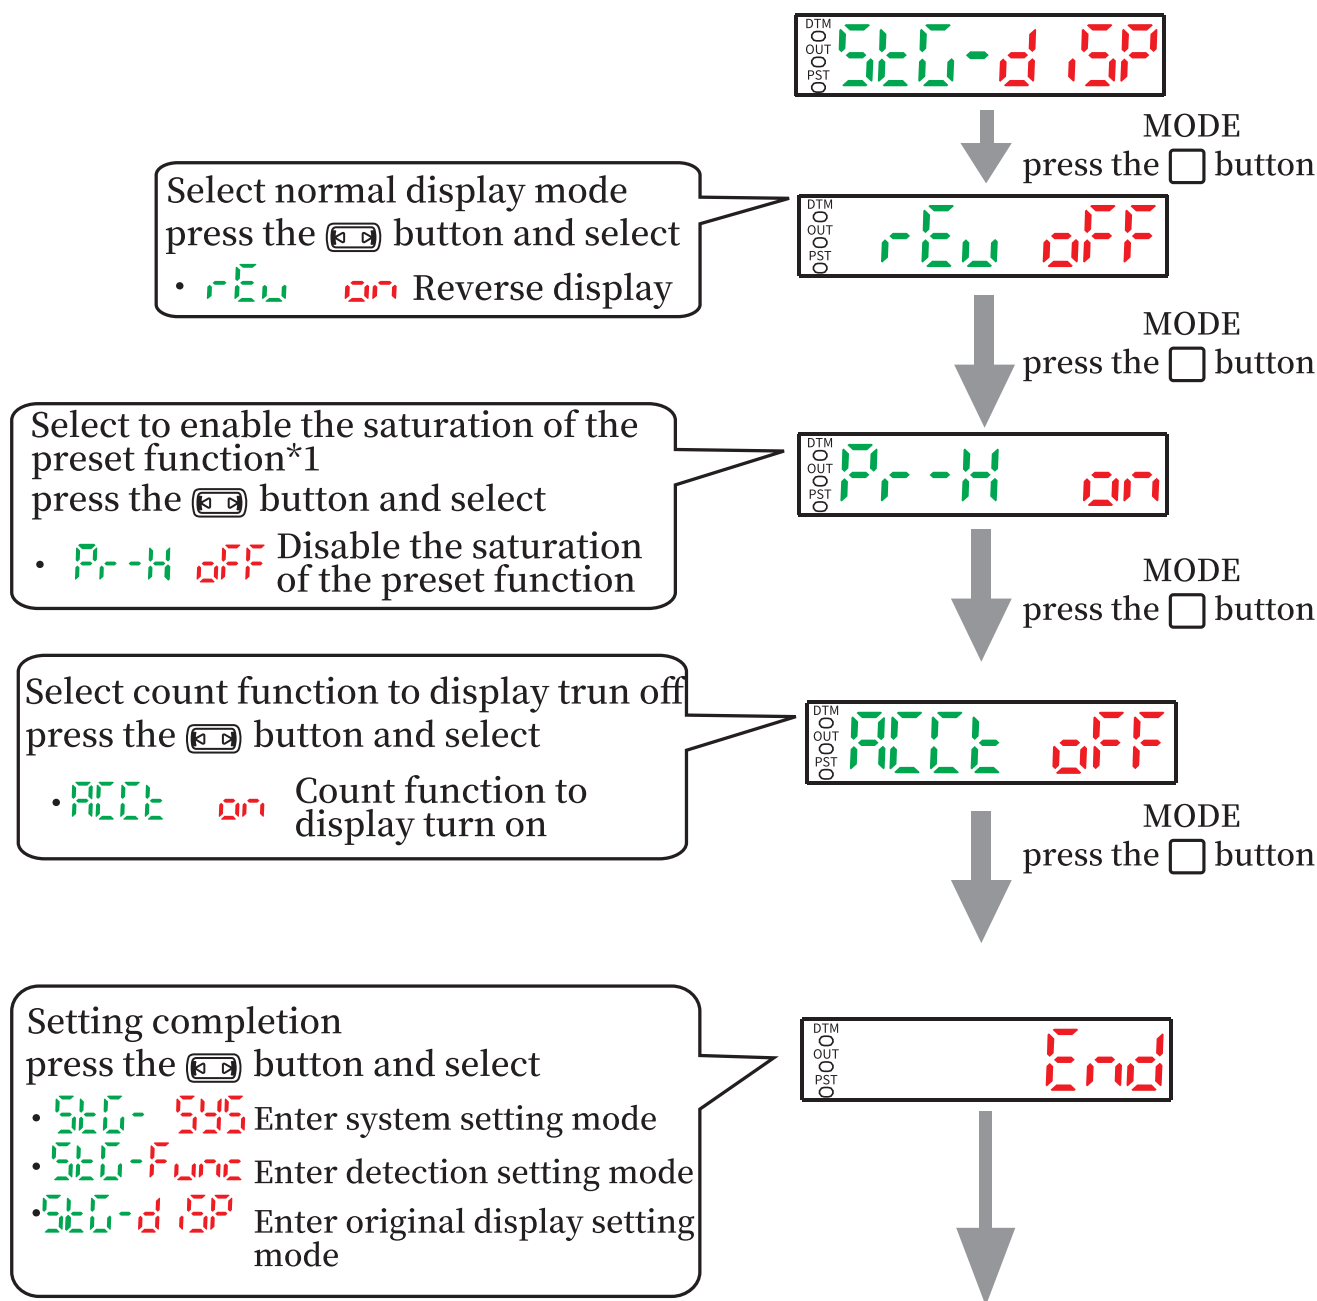 DTM
OUT
PST
StG-diSP
MODE
press the button
Select normal display mode
press the button and select
· rEv on Reverse display
DTM
OUT
PST
rEv oFF
MODE
press the button
Select to enable the saturation of the
preset function*1
press the button and select
· Pr-H oFF Disable the saturation
of the preset function
DTM
OUT
PST
Pr-H on
MODE
press the button
Select count function to display trun off
press the button and select
· ACCt on Count function to
display turn on
DTM
OUT
PST
ACCt oFF
MODE
press the button
Setting completion
press the button and select
· StG- SYS Enter system setting mode
· StG-Func Enter detection setting mode
· StG-diSP Enter original display setting
mode
DTM
OUT
PST
End